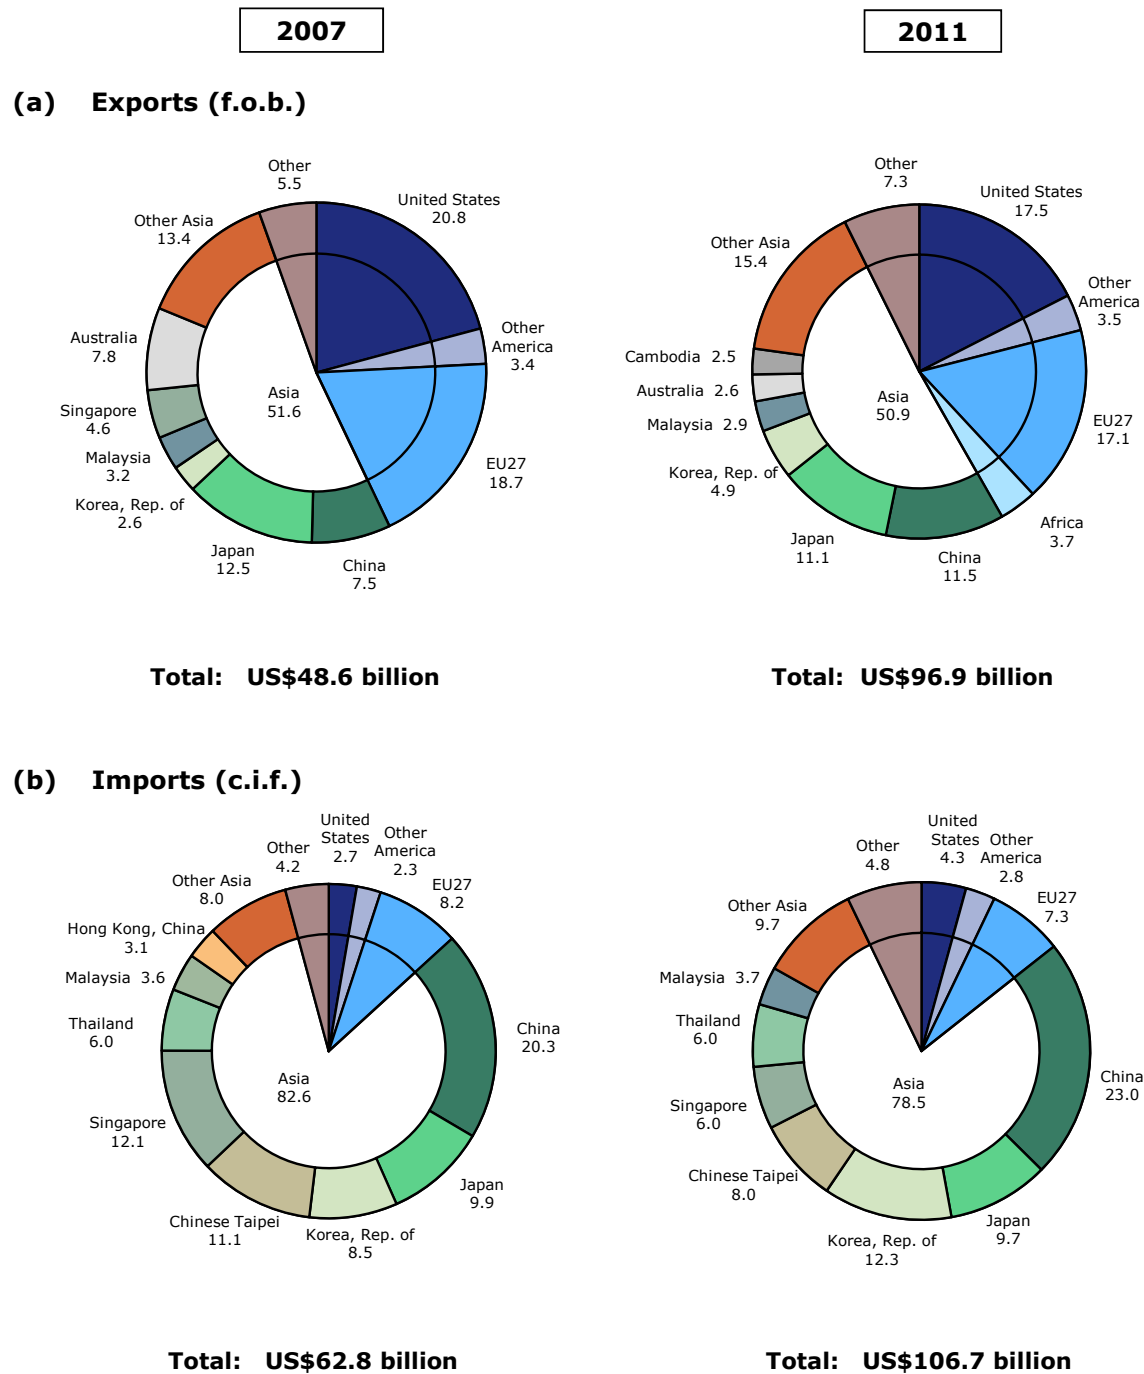 2007
2011
(a) Exports (f.o.b.)
Other
5.5
United States
20.8
Other
America
3.4
EU27
18.7
China
7.5
Japan
12.5
Korea, Rep. of
2.6
Malaysia
3.2
Singapore
4.6
Australia
7.8
Other Asia
13.4
Asia
51.6
Other
7.3
United States
17.5
Other
America
3.5
EU27
17.1
Africa
3.7
China
11.5
Japan
11.1
Korea, Rep. of
4.9
Malaysia 2.9
Australia 2.6
Cambodia 2.5
Other Asia
15.4
Asia
50.9
Total: US$48.6 billion
Total: US$96.9 billion
(b) Imports (c.i.f.)
Other
4.2
United
States
2.7
Other
America
2.3
EU27
8.2
China
20.3
Japan
9.9
Korea, Rep. of
8.5
Chinese Taipei
11.1
Singapore
12.1
Thailand
6.0
Malaysia 3.6
Hong Kong, China
3.1
Other Asia
8.0
Asia
82.6
Other
4.8
United
States
4.3
Other
America
2.8
EU27
7.3
China
23.0
Japan
9.7
Korea, Rep. of
12.3
Chinese Taipei
8.0
Singapore
6.0
Thailand
6.0
Malaysia 3.7
Other Asia
9.7
Asia
78.5
Total: US$62.8 billion
Total: US$106.7 billion